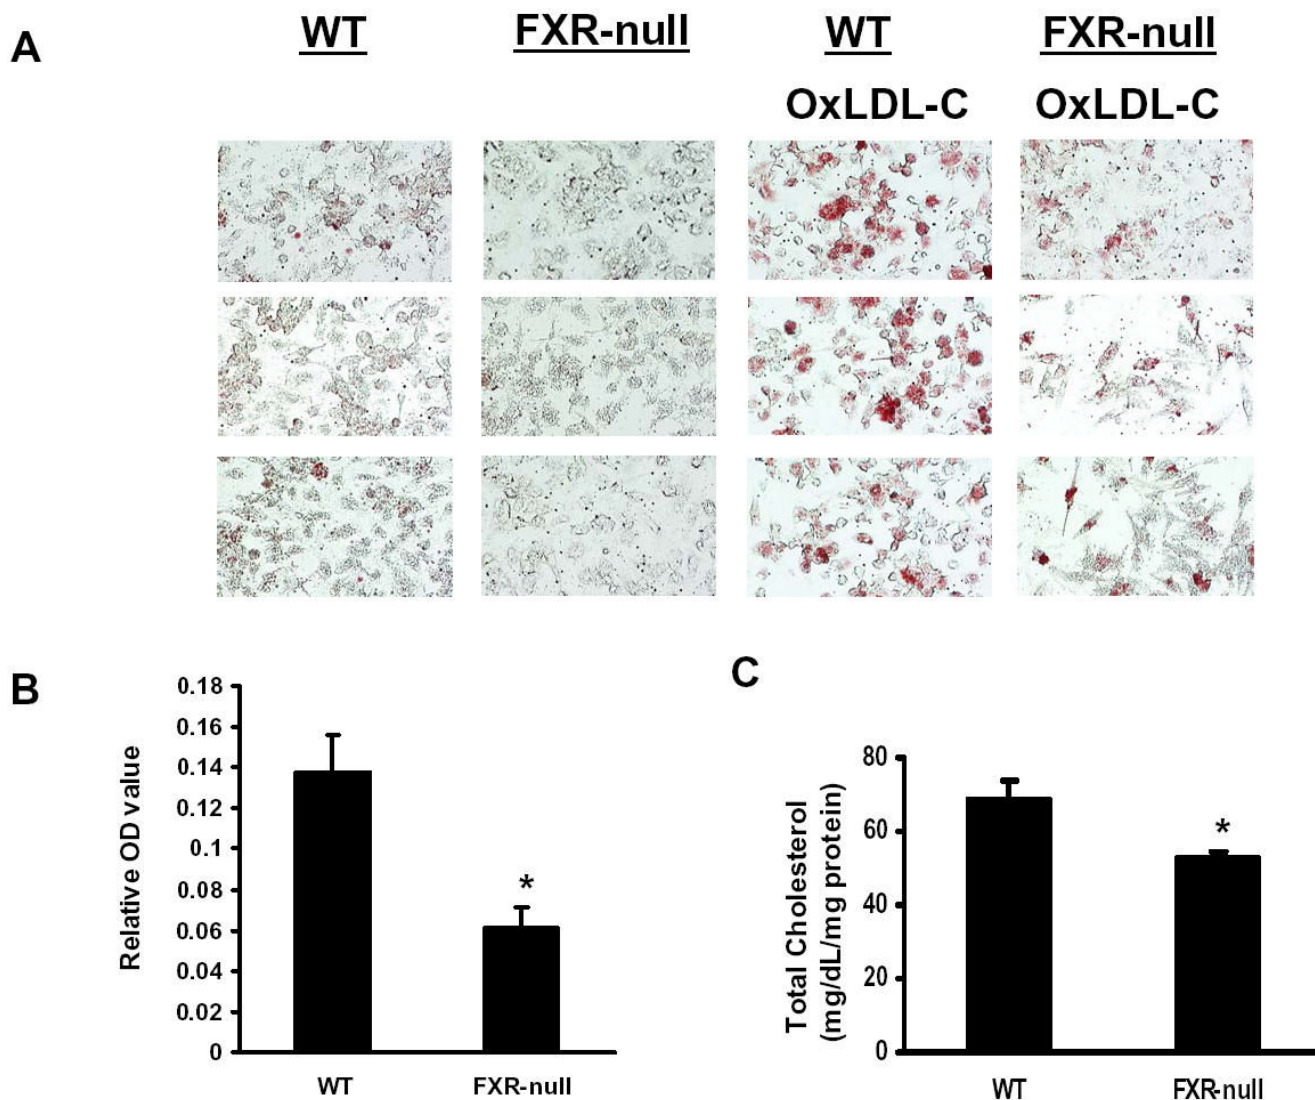 A
WT
FXR-null
WT
FXR-null
OxLDL-C
OxLDL-C
B
0.18
0.16
0.14
0.12
0.1
0.08
0.06
0.04
0.02
0
Relative OD value
*
WT
FXR-null
C
80
60
40
20
0
Total Cholesterol
(mg/dL/mg protein)
*
WT
FXR-null